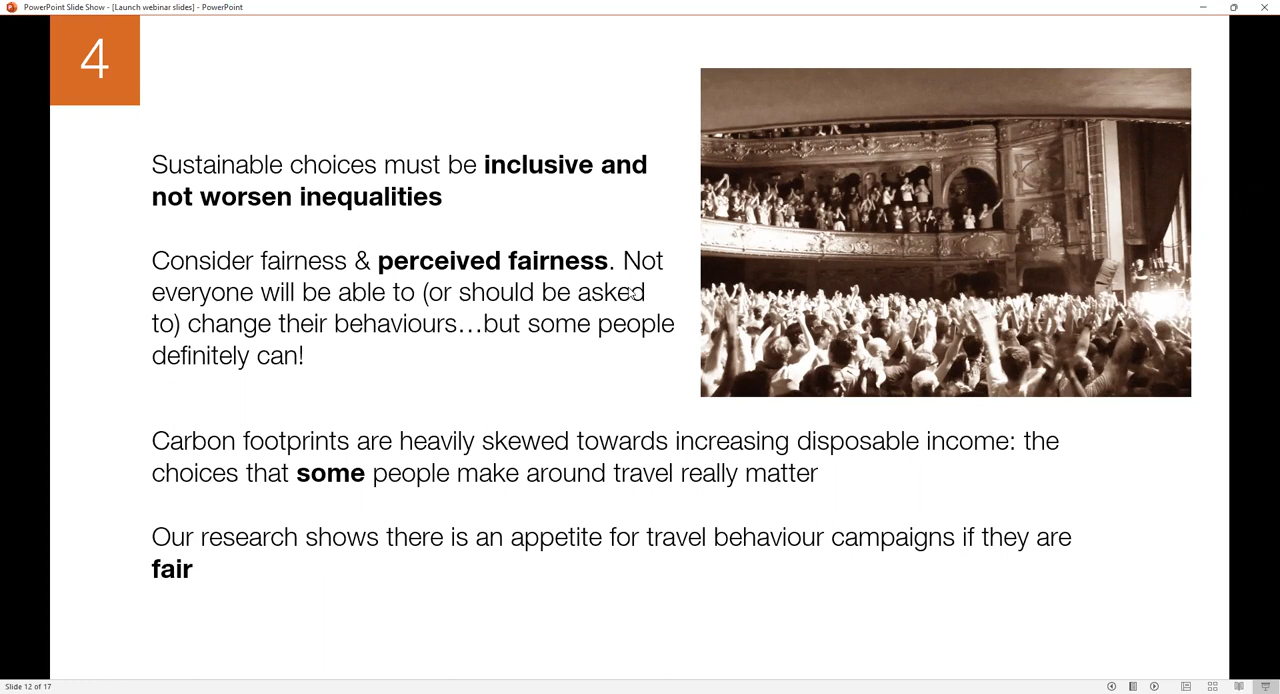 PowerPoint Slide Show - [Launch webinar slides] - PowerPoint
4
Sustainable choices must be inclusive and
not worsen inequalities
Consider fairness & perceived fairness. Not
everyone will be able to (or should be asked
to) change their behaviours…but some people
definitely can!
Carbon footprints are heavily skewed towards increasing disposable income: the
choices that some people make around travel really matter
Our research shows there is an appetite for travel behaviour campaigns if they are
fair
Slide 12 of 17